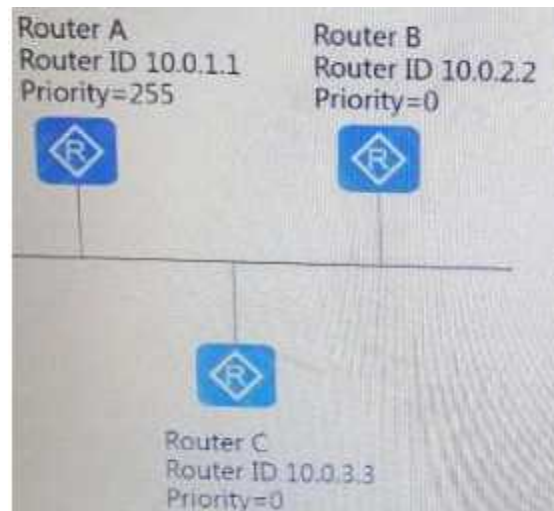 Router A
Router ID 10.0.1.1
Priority=255
Router B
Router ID 10.0.2.2
Priority=0
R
R
R
Router C
Router ID 10.0.3.3
Priority=0